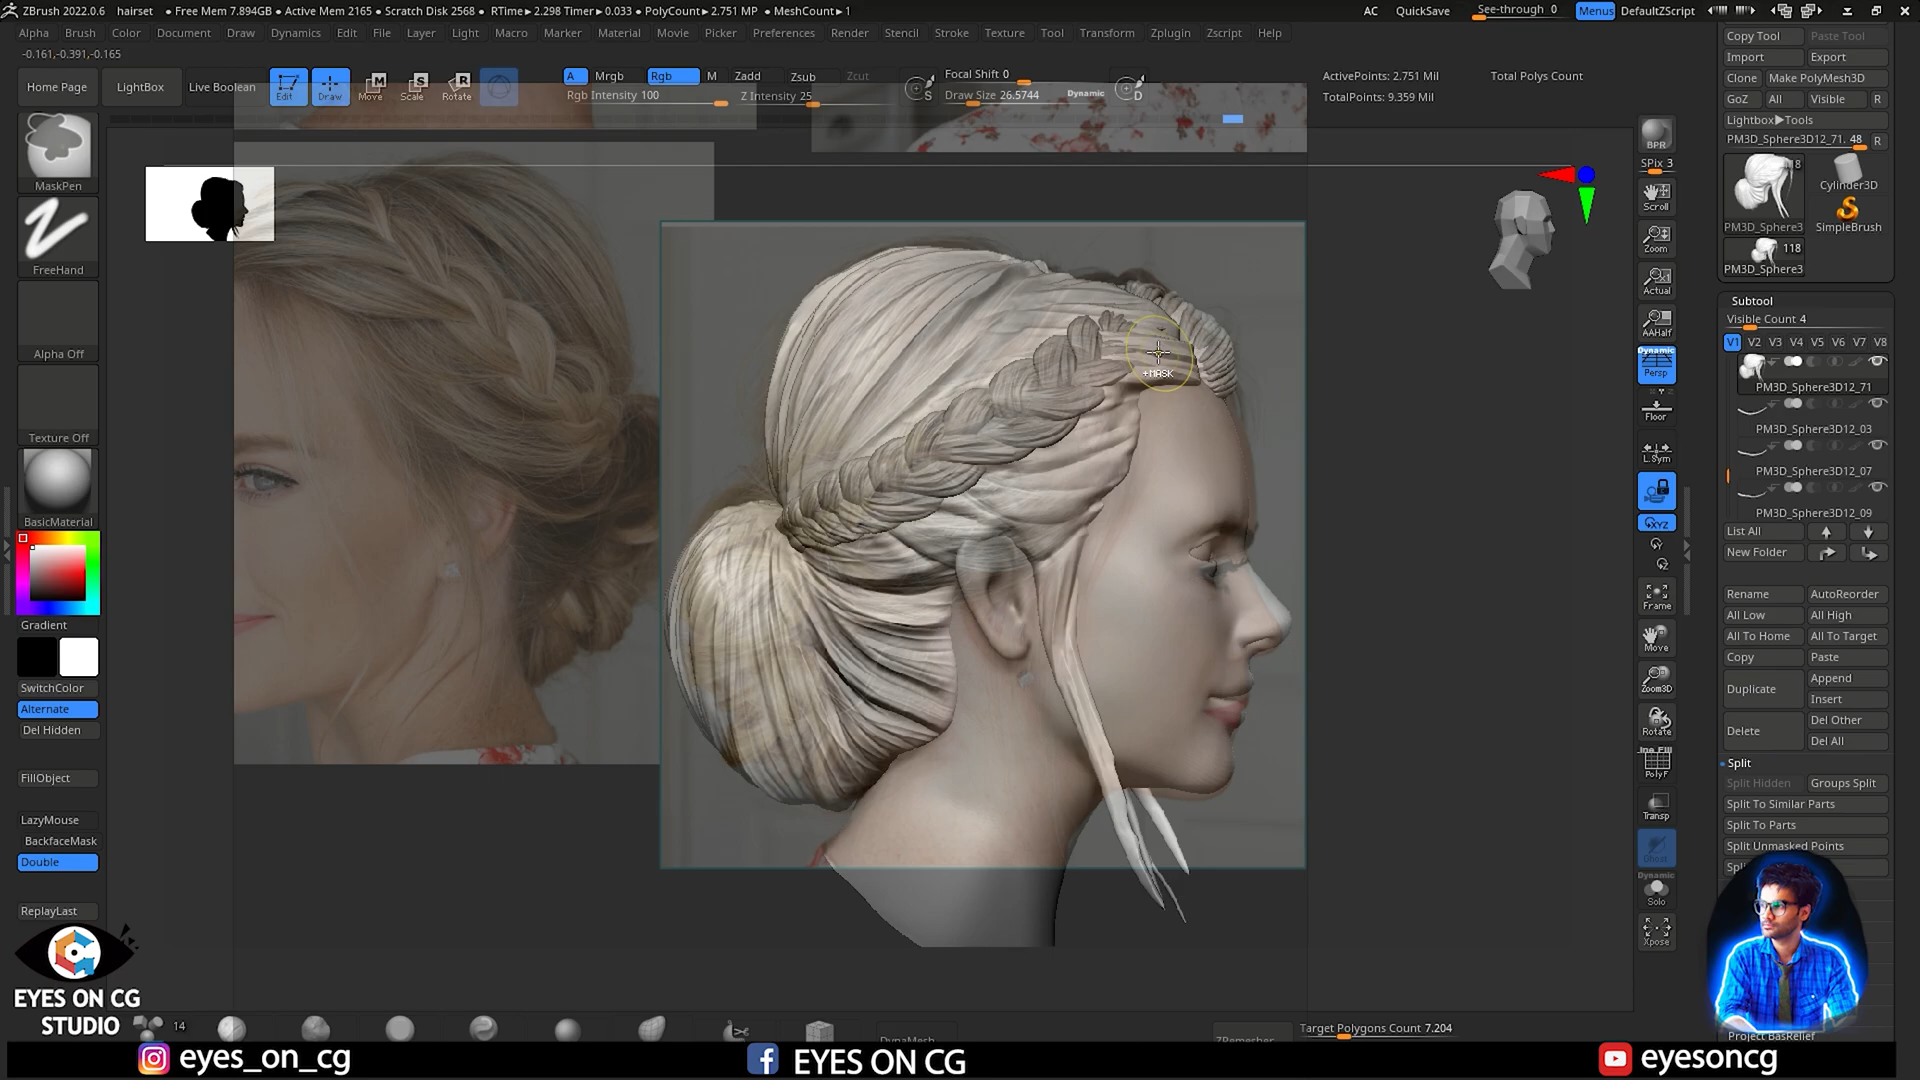 ZBrush 2022.0.6 hairset • Free Mem 7.894GB • Active Mem 2165 • Scratch Disk 2568 • RTime▸2.298 Timer▸0.033 • PolyCount▸2.751 MP • MeshCount▸1
AC QuickSave See-through 0 Menus DefaultZScript
Alpha Brush Color Document Draw Dynamics Edit File Layer Light Macro Marker Material Movie Picker Preferences Render Stencil Stroke Texture Tool Transform Zplugin Zscript Help
-0.161,-0.391,-0.165
Home Page LightBox Live Boolean Edit Draw Move Scale Rotate
A Mrgb Rgb M Zadd Zsub Zcut
Rgb Intensity 100 Z Intensity 25
Focal Shift 0
Draw Size 26.5744 Dynamic
S D
ActivePoints: 2.751 Mil Total Polys Count
TotalPoints: 9.359 Mil
MaskPen
FreeHand
Alpha Off
Texture Off
BasicMaterial
Gradient
SwitchColor
Alternate
Del Hidden
FillObject
LazyMouse
BackfaceMask
Double
ReplayLast
+MASK
BPR
SPix 3
Scroll
Zoom
Actual
AAHalf
Dynamic
Persp
Floor
L.Sym
XYZ
Y
Z
Frame
Move
Zoom3D
Rotate
Line Fill
PolyF
Transp
Ghost
Dynamic
Solo
Xpose
Copy Tool Paste Tool
Import Export
Clone Make PolyMesh3D
GoZ All Visible R
Lightbox▸Tools
PM3D_Sphere3D12_71. 48 R
Cylinder3D
PM3D_Sphere3 SimpleBrush
118
PM3D_Sphere3
Subtool
Visible Count 4
V1 V2 V3 V4 V5 V6 V7 V8
PM3D_Sphere3D12_71
PM3D_Sphere3D12_03
PM3D_Sphere3D12_07
PM3D_Sphere3D12_09
List All
New Folder
Rename AutoReorder
All Low All High
All To Home All To Target
Copy Paste
Duplicate Append
Insert
Delete Del Other
Del All
Split
Split Hidden Groups Split
Split To Similar Parts
Split To Parts
Split Unmasked Points
Project BasRelief
14
DynaMesh
ZRemesher
Target Polygons Count 7.204
EYES ON CG
STUDIO
eyes_on_cg
EYES ON CG
eyesoncg